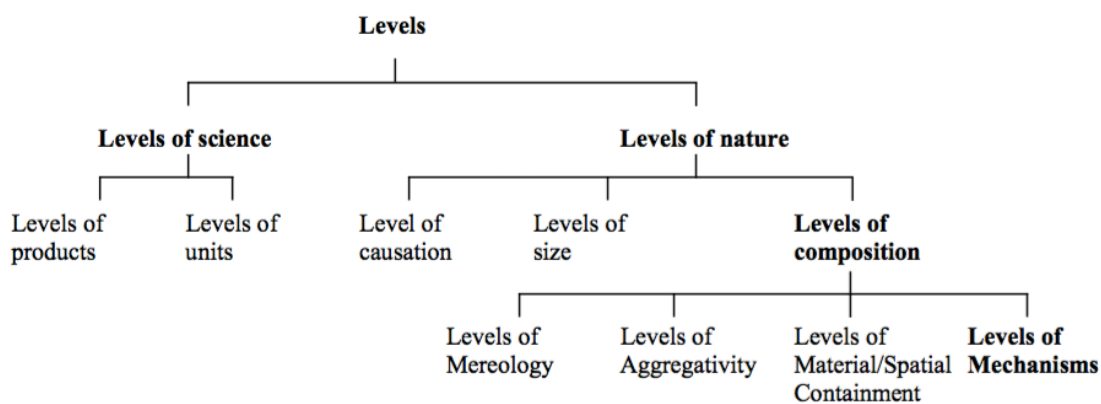 Levels
Levels of science
Levels of nature
Levels of
products
Levels of
units
Level of
causation
Levels of
size
Levels of
composition
Levels of
Mereology
Levels of
Aggregativity
Levels of
Material/Spatial
Containment
Levels of
Mechanisms